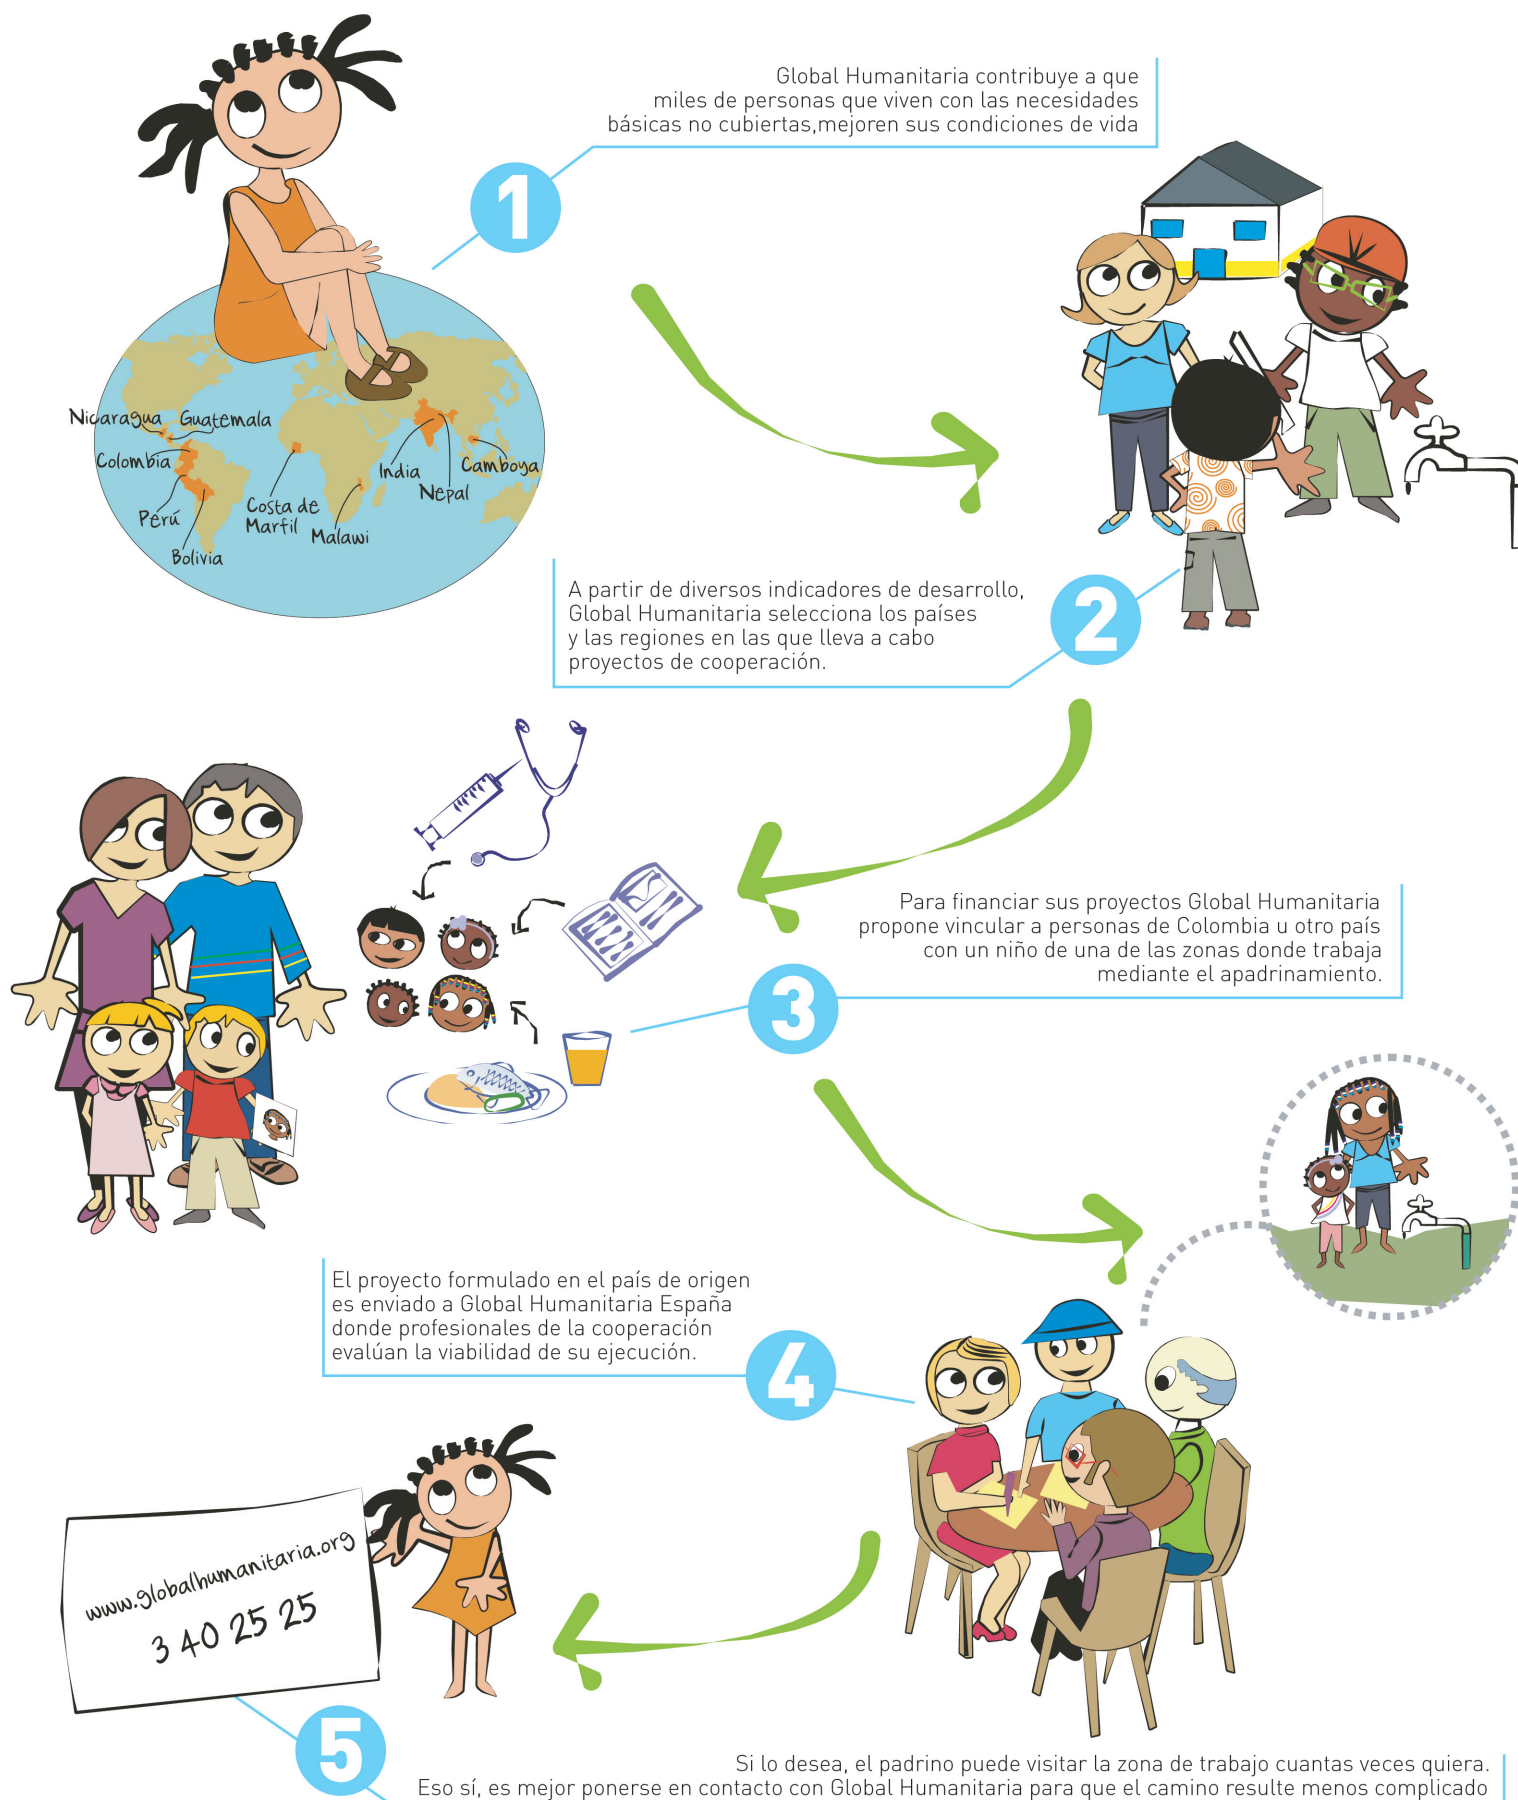 Global Humanitaria contribuye a que
miles de personas que viven con las necesidades
básicas no cubiertas,mejoren sus condiciones de vida
1
Nicaragua
Guatemala
Colombia
Perú
Bolivia
Costa de
Marfil
Malawi
India
Nepal
Camboya
A partir de diversos indicadores de desarrollo,
Global Humanitaria selecciona los países
y las regiones en las que lleva a cabo
proyectos de cooperación.
2
Para financiar sus proyectos Global Humanitaria
propone vincular a personas de Colombia u otro país
con un niño de una de las zonas donde trabaja
mediante el apadrinamiento.
3
El proyecto formulado en el país de origen
es enviado a Global Humanitaria España
donde profesionales de la cooperación
evalúan la viabilidad de su ejecución.
4
www.globalhumanitaria.org
3 40 25 25
5
Si lo desea, el padrino puede visitar la zona de trabajo cuantas veces quiera.
Eso sí, es mejor ponerse en contacto con Global Humanitaria para que el camino resulte menos complicado